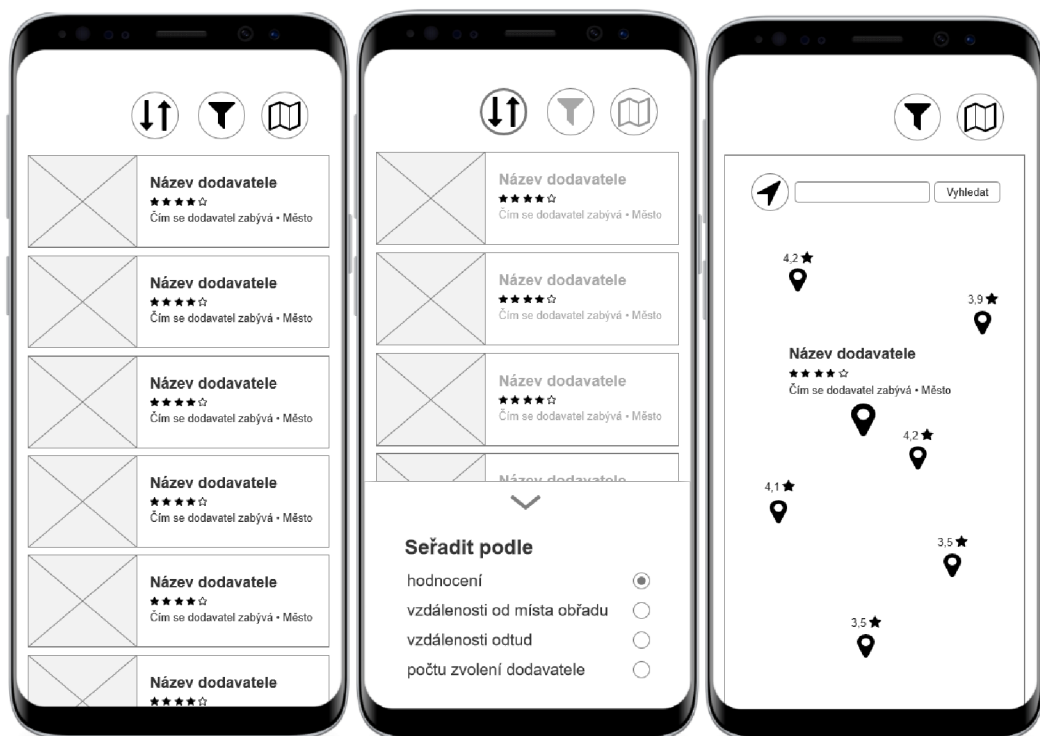 Název dodavatele
★★★★☆
Čím se dodavatel zabývá • Město
Název dodavatele
★★★★☆
Čím se dodavatel zabývá • Město
Název dodavatele
★★★★☆
Čím se dodavatel zabývá • Město
Název dodavatele
★★★★☆
Čím se dodavatel zabývá • Město
Název dodavatele
★★★★☆
Čím se dodavatel zabývá • Město
Název dodavatele
★★★★☆
Název dodavatele
★★★★☆
Čím se dodavatel zabývá • Město
Název dodavatele
★★★★☆
Čím se dodavatel zabývá • Město
Název dodavatele
★★★★☆
Čím se dodavatel zabývá • Město
Název dodavatele
Seřadit podle
hodnocení
vzdálenosti od místa obřadu
vzdálenosti odtud
počtu zvolení dodavatele
Vyhledat
4,2 ★
3,9 ★
Název dodavatele
★★★★☆
Čím se dodavatel zabývá • Město
4,2 ★
4,1 ★
3,5 ★
3,5 ★